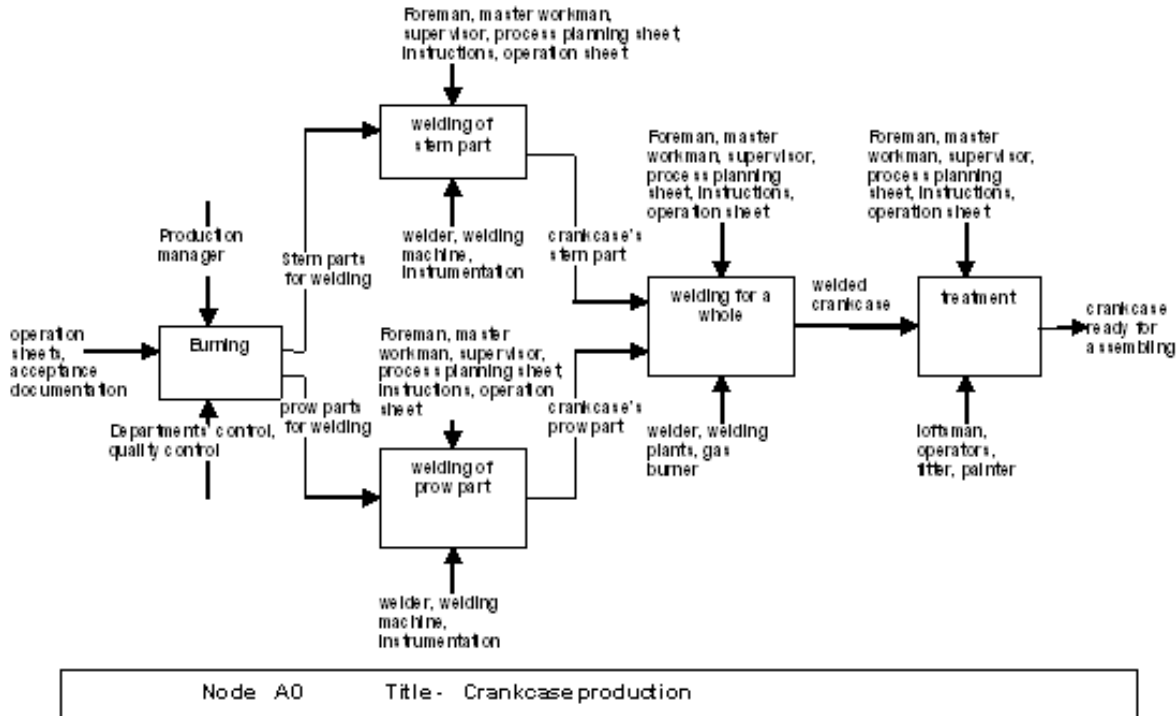 Foreman, master workman,
supervisor, process planning sheet,
instructions, operation sheet
welding of
stern part
welder, welding
machine,
instrumentation
Production
manager
Stern parts
for welding
crankcase's
stern part
Foreman, master
workman, supervisor,
process planning
sheet, instructions,
operation sheet
Foreman, master
workman, supervisor,
process planning
sheet, instructions,
operation sheet
operation
sheets,
acceptance
documentation
Burning
Departments' control,
quality control
prow parts
for welding
Foreman, master
workman, supervisor,
process planning sheet,
instructions, operation
sheet
welding of
prow part
welder, welding
machine,
instrumentation
crankcase's
prow part
welding for a
whole
welder, welding
plants, gas
burner
welded
crankcase
treatment
loftsman,
operators,
fitter, painter
crankcase
ready for
assembling
Node A0 Title - Crankcase production